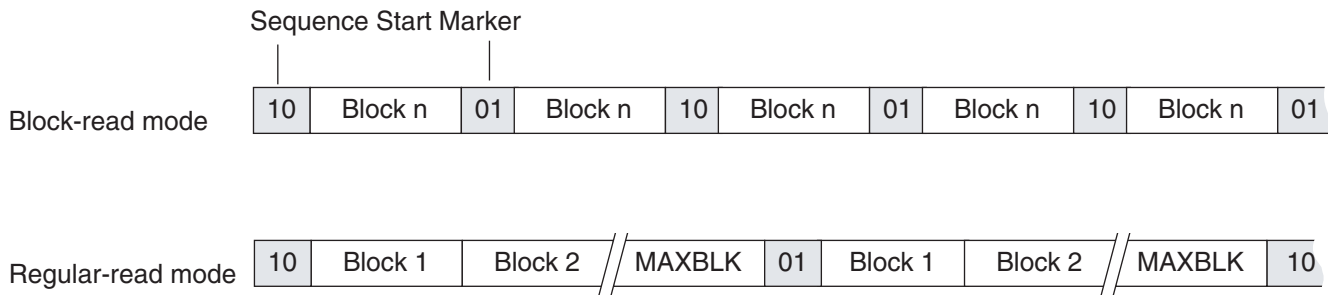 Sequence Start Marker
Block-read mode 10 Block n 01 Block n 10 Block n 01 Block n 10 Block n 01
Regular-read mode 10 Block 1 Block 2 MAXBLK 01 Block 1 Block 2 MAXBLK 10